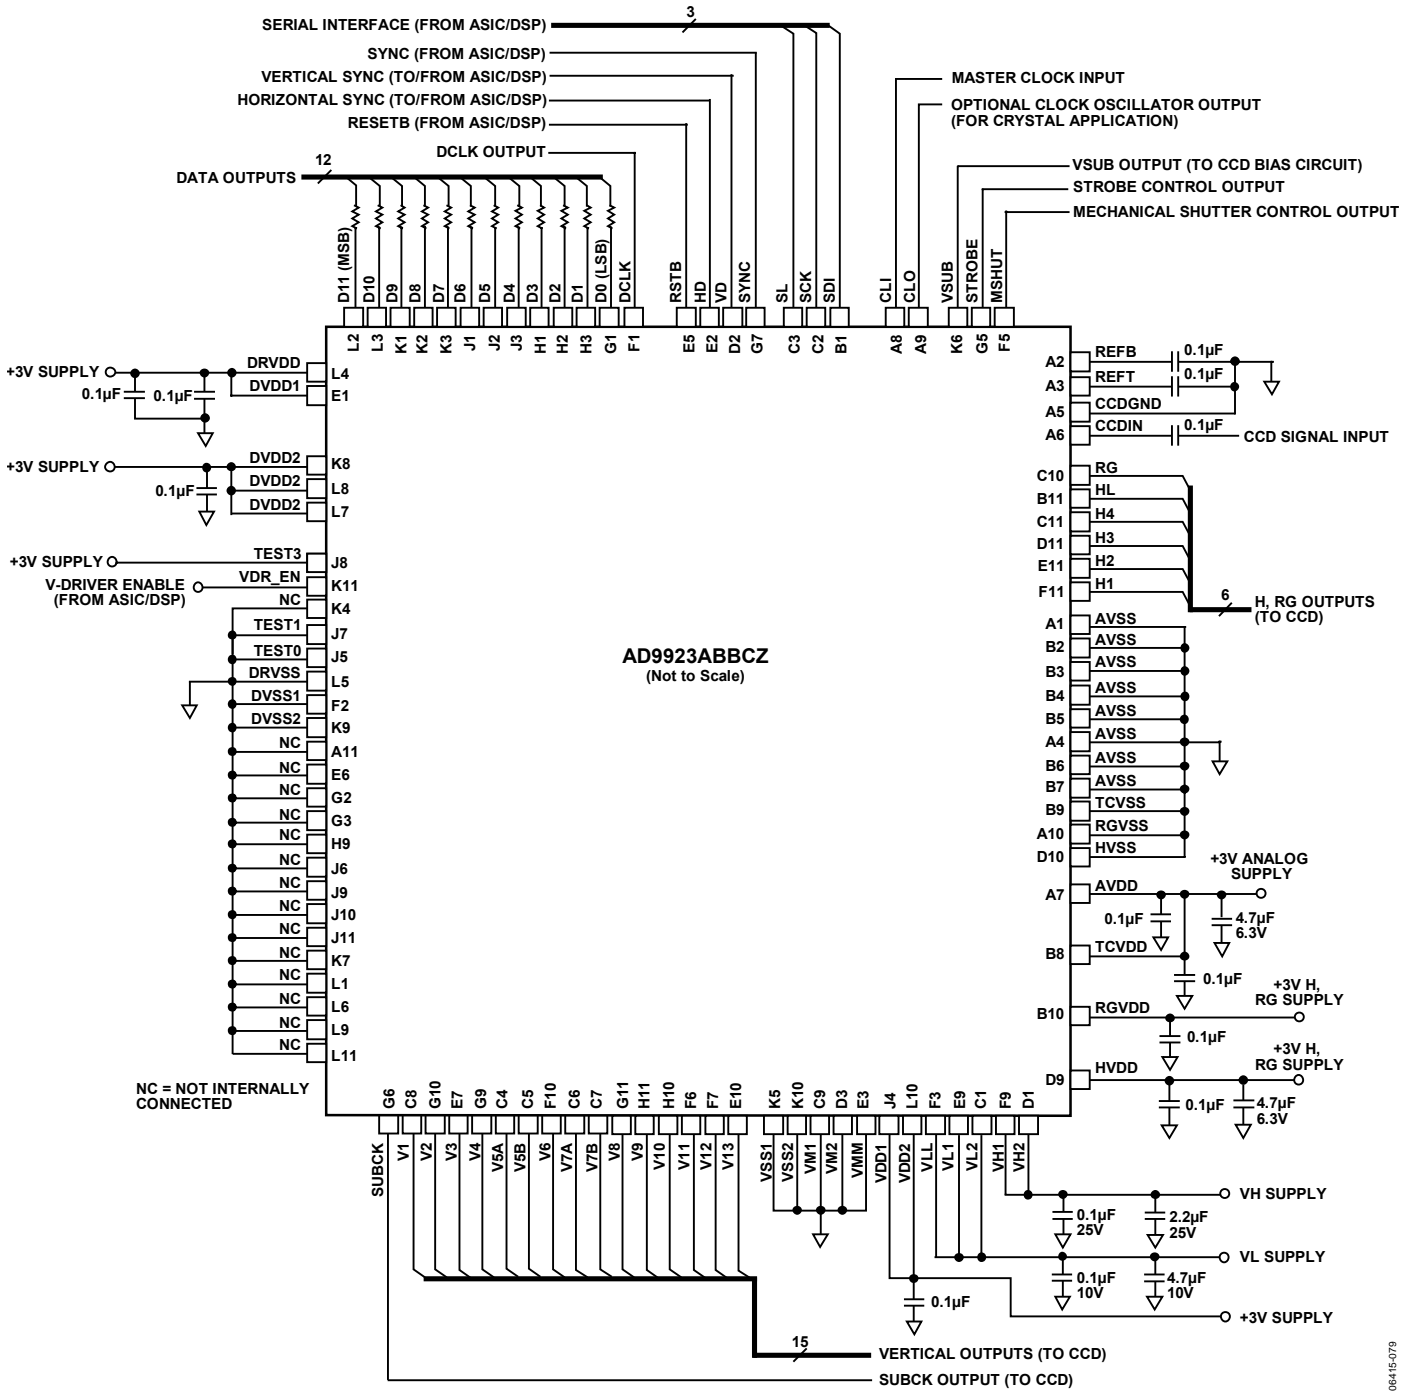 3
SERIAL INTERFACE (FROM ASIC/DSP)
SYNC (FROM ASIC/DSP)
VERTICAL SYNC (TO/FROM ASIC/DSP)
HORIZONTAL SYNC (TO/FROM ASIC/DSP)
RESETB (FROM ASIC/DSP)
DCLK OUTPUT
12
DATA OUTPUTS
MASTER CLOCK INPUT
OPTIONAL CLOCK OSCILLATOR OUTPUT
(FOR CRYSTAL APPLICATION)
VSUB OUTPUT (TO CCD BIAS CIRCUIT)
STROBE CONTROL OUTPUT
MECHANICAL SHUTTER CONTROL OUTPUT
D11 (MSB)
D10
D9
D8
D7
D6
D5
D4
D3
D2
D1
D0 (LSB)
DCLK
RSTB
HD
VD
SYNC
SL
SCK
SDI
CLI
CLO
VSUB
STROBE
MSHUT
L2
L3
K1
K2
K3
J1
J2
J3
H1
H2
H3
G1
F1
E5
E2
D2
G7
C3
C2
B1
A8
A9
K6
G5
F5
+3V SUPPLY
0.1µF
0.1µF
DRVDD
L4
DVDD1
E1
+3V SUPPLY
0.1µF
DVDD2
K8
DVDD2
L8
DVDD2
L7
+3V SUPPLY
TEST3
J8
V-DRIVER ENABLE
(FROM ASIC/DSP)
VDR_EN
K11
NC
K4
TEST1
J7
TEST0
J5
DRVSS
L5
DVSS1
F2
DVSS2
K9
NC
A11
NC
E6
NC
G2
NC
G3
NC
H9
NC
J6
NC
J9
NC
J10
NC
J11
NC
K7
NC
L1
NC
L6
NC
L9
NC
L11
NC = NOT INTERNALLY
CONNECTED
AD9923ABBCZ
(Not to Scale)
A2
REFB
0.1µF
A3
REFT
0.1µF
A5
CCDGND
A6
CCDIN
0.1µF
CCD SIGNAL INPUT
C10
RG
B11
HL
C11
H4
D11
H3
E11
H2
F11
H1
6
H, RG OUTPUTS
(TO CCD)
A1
AVSS
B2
AVSS
B3
AVSS
B4
AVSS
B5
AVSS
A4
AVSS
B6
AVSS
B7
AVSS
B9
TCVSS
A10
RGVSS
D10
HVSS
+3V ANALOG
SUPPLY
A7
AVDD
0.1µF
4.7µF
6.3V
B8
TCVDD
0.1µF
+3V H,
RG SUPPLY
B10
RGVDD
0.1µF
+3V H,
RG SUPPLY
D9
HVDD
0.1µF
4.7µF
6.3V
G6
C8
G10
E7
G9
C4
C5
F10
C6
C7
G11
H11
H10
F6
F7
E10
K5
K10
C9
D3
E3
J4
L10
F3
E9
C1
F9
D1
SUBCK
V1
V2
V3
V4
V5A
V5B
V6
V7A
V7B
V8
V9
V10
V11
V12
V13
VSS1
VSS2
VM1
VM2
VMM
VDD1
VDD2
VLL
VL1
VL2
VH1
VH2
VH SUPPLY
0.1µF
25V
2.2µF
25V
VL SUPPLY
0.1µF
10V
4.7µF
10V
0.1µF
+3V SUPPLY
15
VERTICAL OUTPUTS (TO CCD)
SUBCK OUTPUT (TO CCD)
06415-079